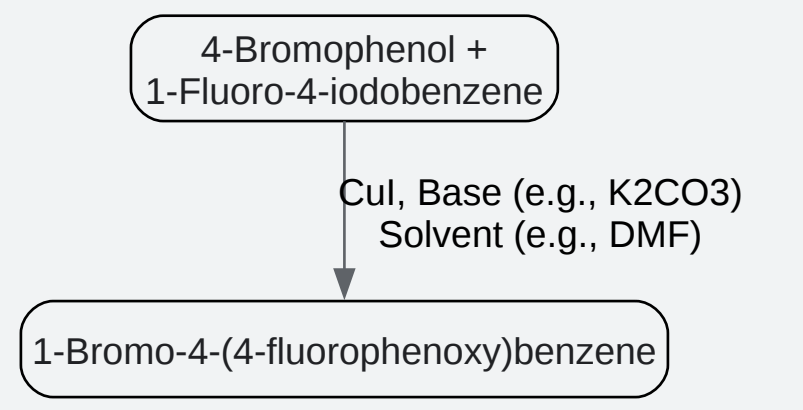 4-Bromophenol +
1-Fluoro-4-iodobenzene
CuI, Base (e.g., K2CO3)
Solvent (e.g., DMF)
1-Bromo-4-(4-fluorophenoxy)benzene